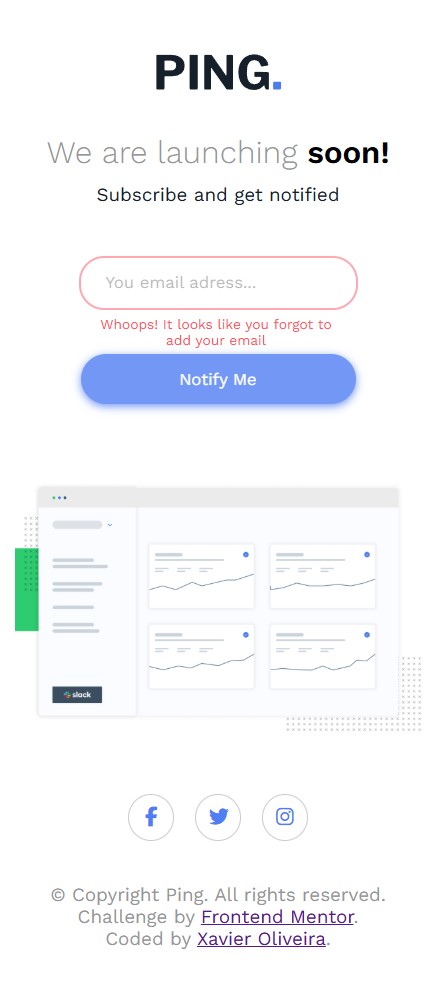 PING.
We are launching soon!
Subscribe and get notified
You email adress...
Whoops! It looks like you forgot to
add your email
Notify Me
slack
© Copyright Ping. All rights reserved.
Challenge by Frontend Mentor.
Coded by Xavier Oliveira.